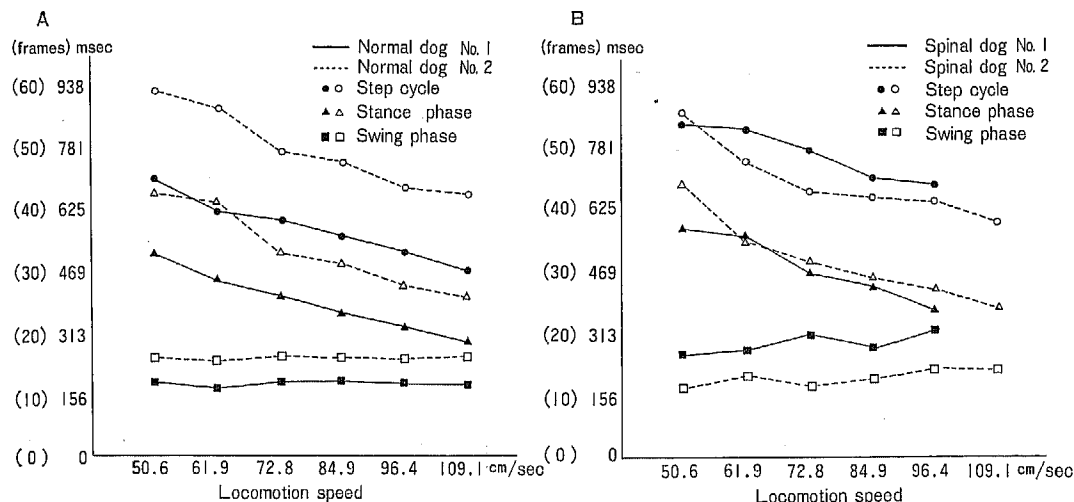 A
(frames) msec
Normal dog No. 1
Normal dog No. 2
Step cycle
Stance phase
Swing phase
(60) 938
(50) 781
(40) 625
(30) 469
(20) 313
(10) 156
(0) 0
50.6 61.9 72.8 84.9 96.4 109.1 cm/sec
Locomotion speed
B
(frames) msec
Spinal dog No. 1
Spinal dog No. 2
Step cycle
Stance phase
Swing phase
(60) 938
(50) 781
(40) 625
(30) 469
(20) 313
(10) 156
(0) 0
50.6 61.9 72.8 84.9 96.4 109.1 cm/sec
Locomotion speed